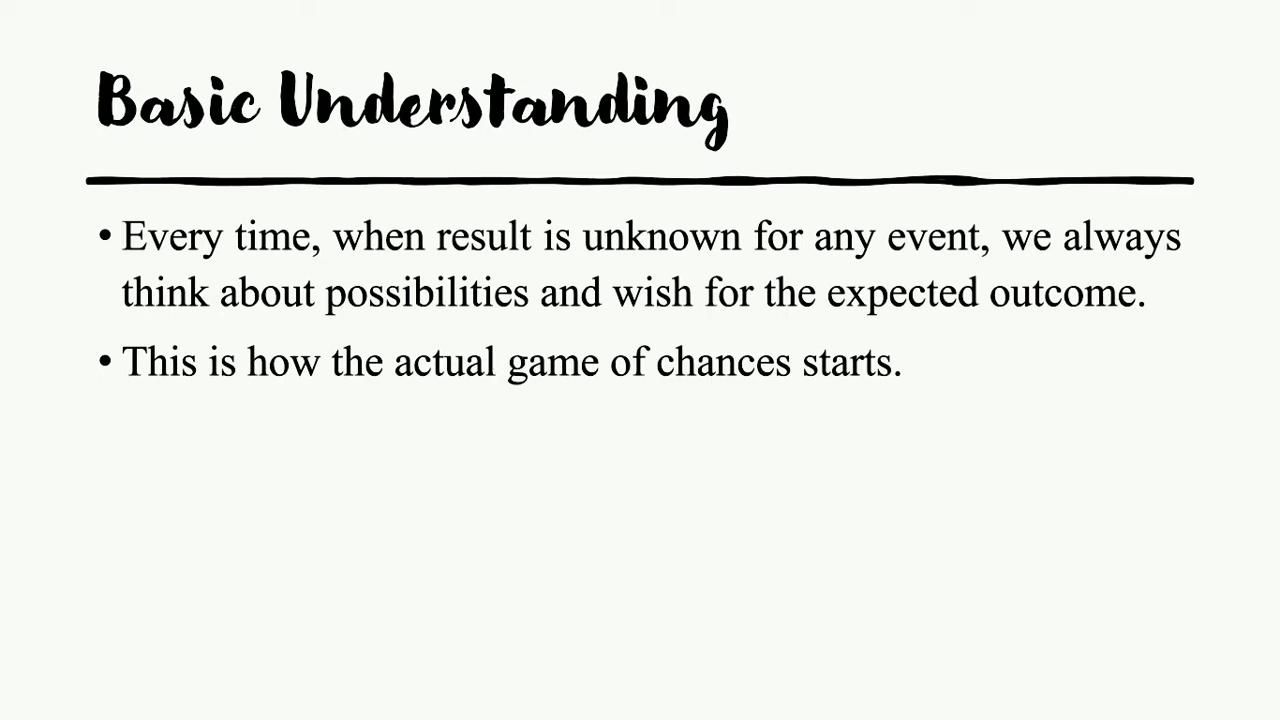 Basic Understanding
• Every time, when result is unknown for any event, we always
think about possibilities and wish for the expected outcome.
• This is how the actual game of chances starts.